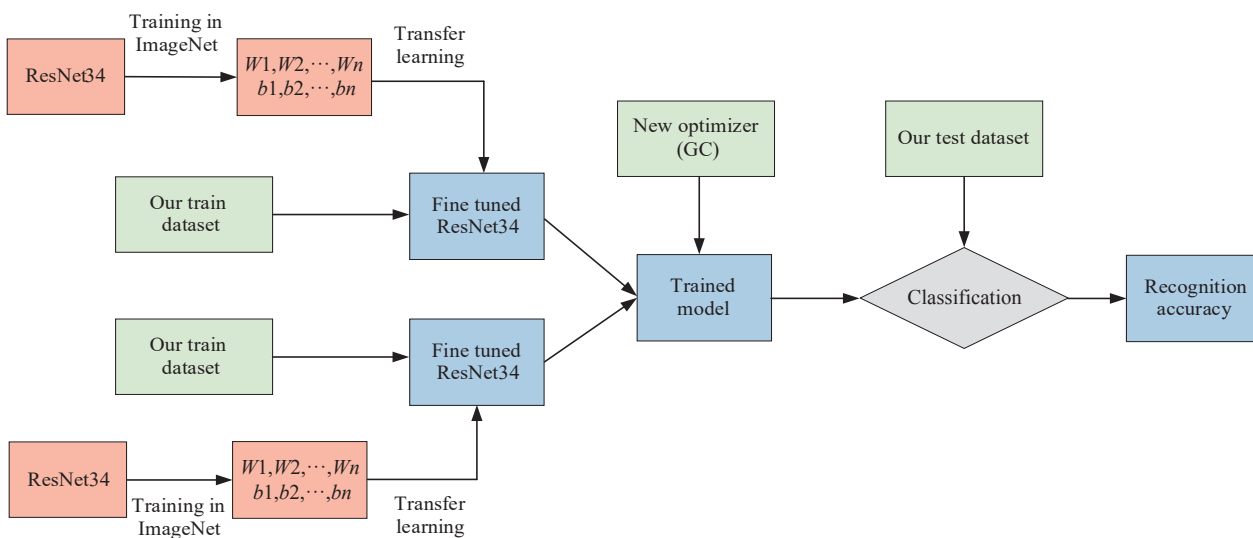 Training in
ImageNet
Transfer
learning
ResNet34
W1,W2,⋯,Wn
b1,b2,⋯,bn
New optimizer
(GC)
Our test dataset
Our train
dataset
Fine tuned
ResNet34
Trained
model
Classification
Recognition
accuracy
Our train
dataset
Fine tuned
ResNet34
ResNet34
W1,W2,⋯,Wn
b1,b2,⋯,bn
Training in
ImageNet
Transfer
learning